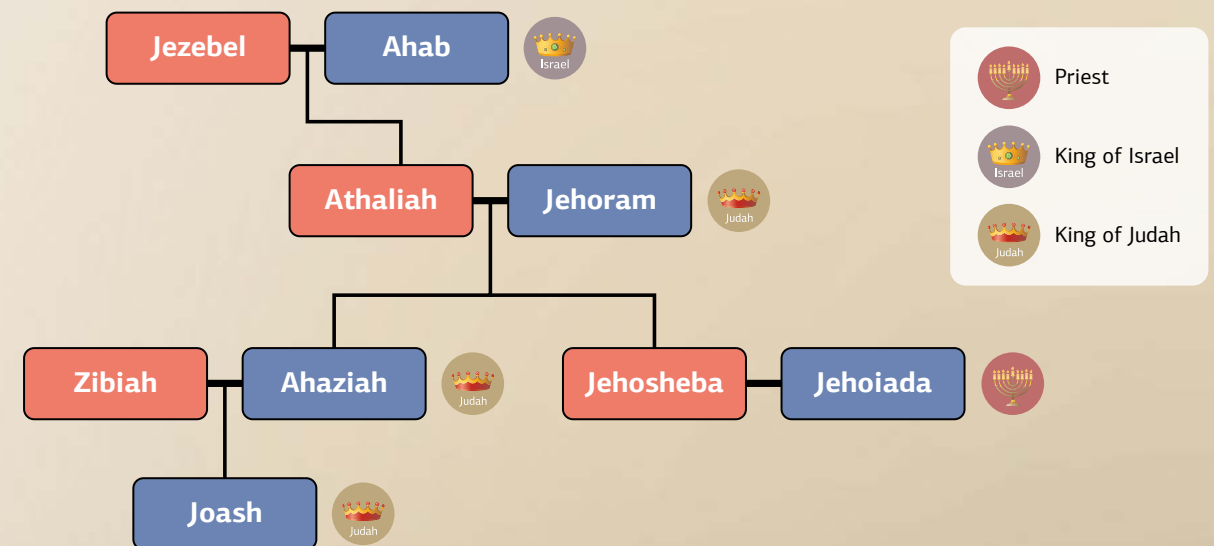 Jezebel
Ahab
Israel
Priest
King of Israel
Israel
King of Judah
Judah
Athaliah
Jehoram
Judah
Zibiah
Ahaziah
Judah
Jehosheba
Jehoiada
Joash
Judah